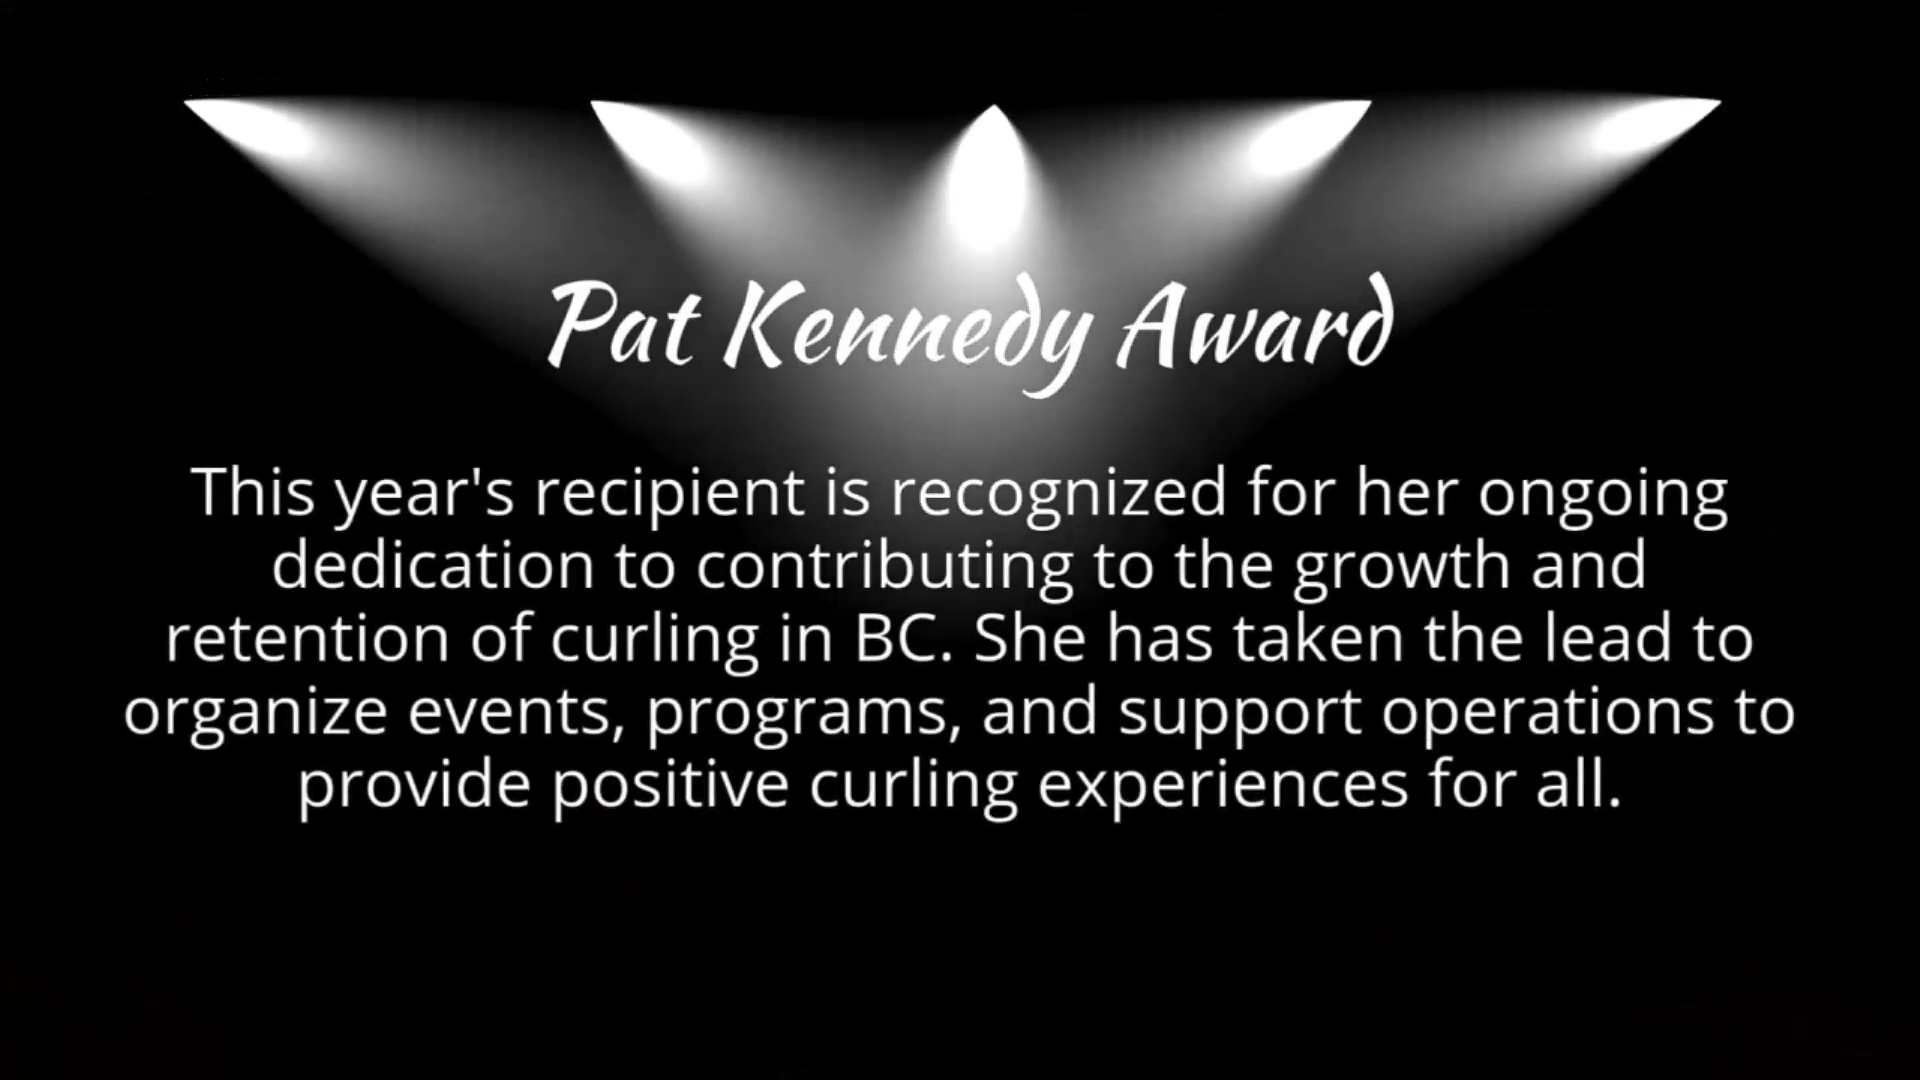 Pat Kennedy Award
This year's recipient is recognized for her ongoing
dedication to contributing to the growth and
retention of curling in BC. She has taken the lead to
organize events, programs, and support operations to
provide positive curling experiences for all.